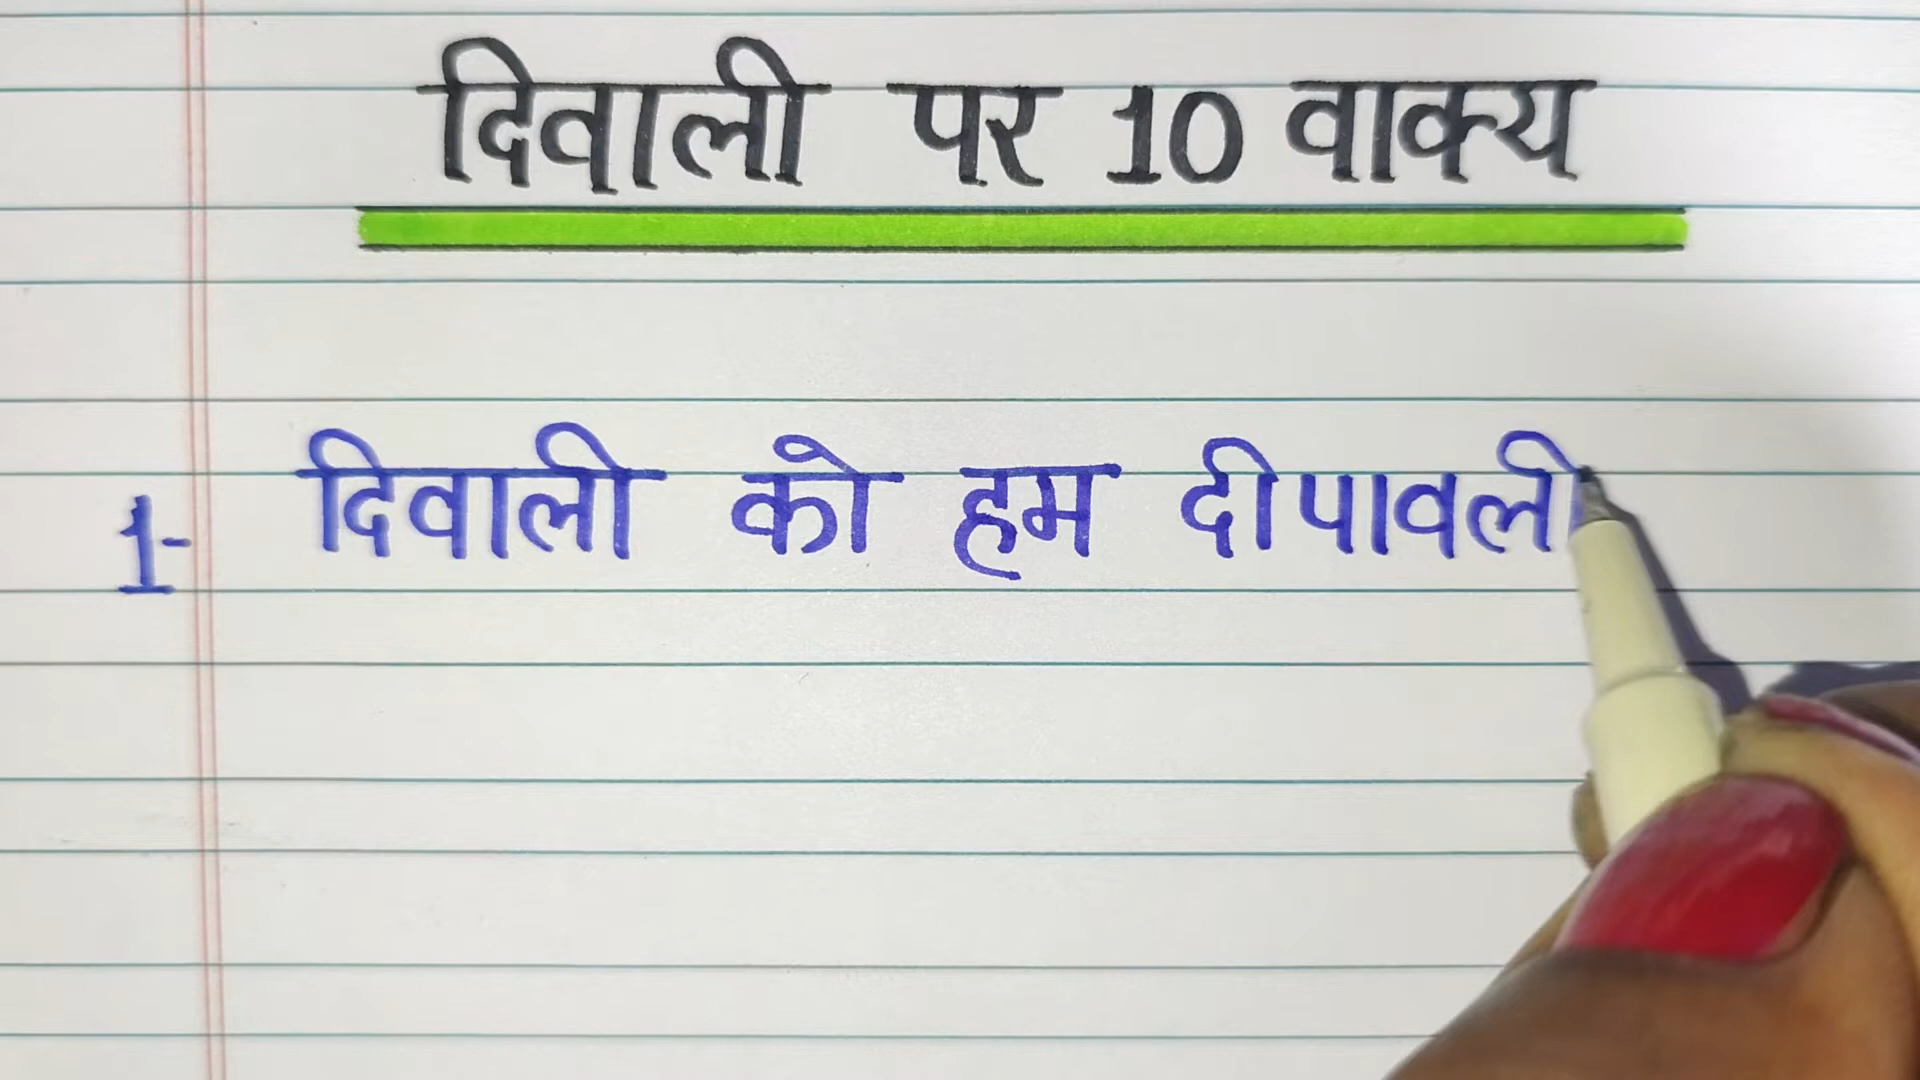 दिवाली पर 10 वाक्य
1- दिवाली को हम दीपावली